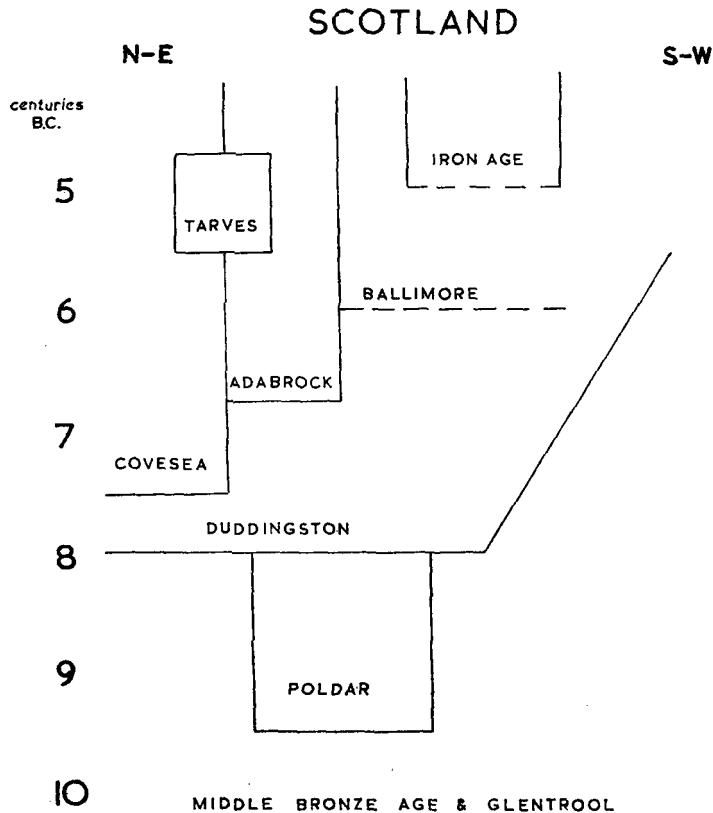 SCOTLAND
N-E
S-W
centuries
B.C.
IRON AGE
5
TARVES
BALLIMORE
6
ADABROCK
7
COVESEA
DUDDINGSTON
8
9
POLDAR
10
MIDDLE BRONZE AGE & GLENTROOL